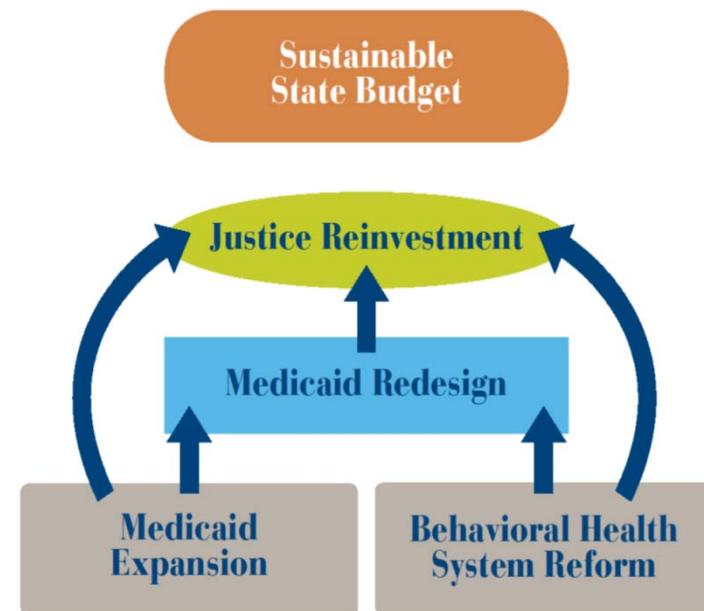 Sustainable
State Budget
Justice Reinvestment
Medicaid Redesign
Medicaid
Expansion
Behavioral Health
System Reform